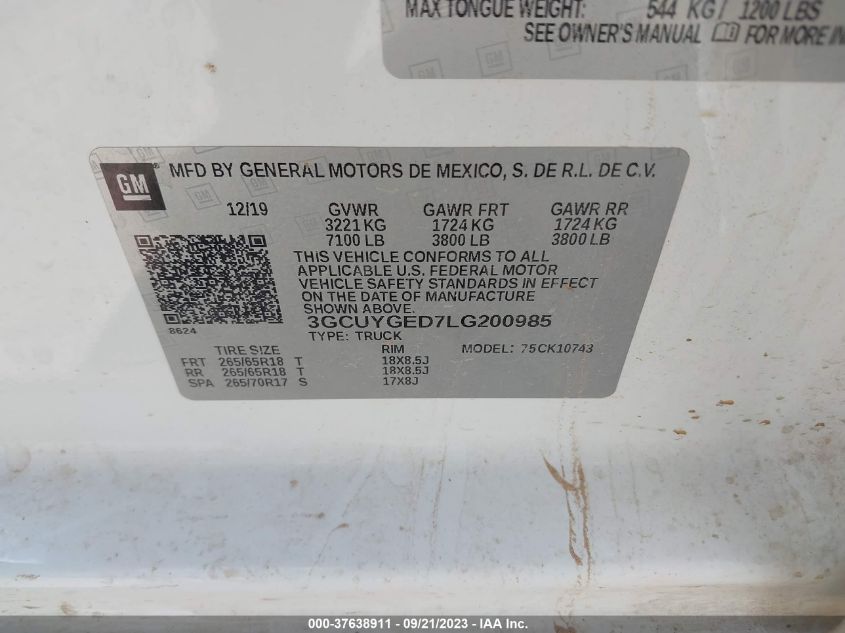 MAX TONGUE WEIGHT: 544 KG / 1200 LBS
SEE OWNER'S MANUAL FOR MORE IN
GM
MFD BY GENERAL MOTORS DE MEXICO, S. DE R.L. DE C.V.
12/19 GVWR GAWR FRT GAWR RR
3221 KG 1724 KG 1724 KG
7100 LB 3800 LB 3800 LB
THIS VEHICLE CONFORMS TO ALL
APPLICABLE U.S. FEDERAL MOTOR
VEHICLE SAFETY STANDARDS IN EFFECT
ON THE DATE OF MANUFACTURE
SHOWN ABOVE.
8624
3GCUYGED7LG200985
TYPE: TRUCK MODEL: 75CK10743
TIRE SIZE RIM
FRT 265/65R18 T 18X8.5J
RR 265/65R18 T 18X8.5J
SPA 265/70R17 S 17X8J
000-37638911 - 09/21/2023 - IAA Inc.